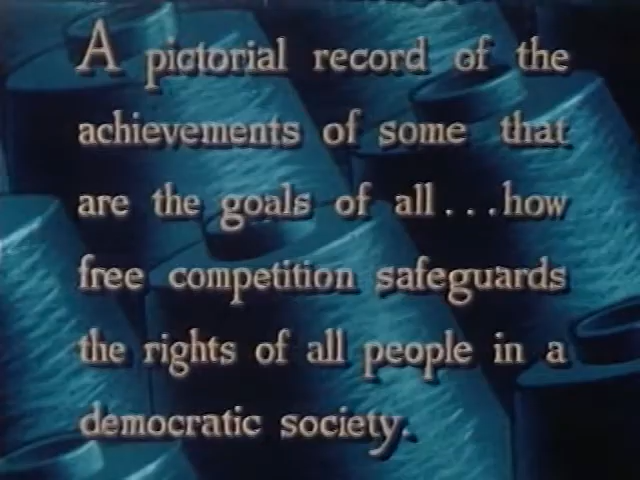 A pictorial record of the
achievements of some that
are the goals of all...how
free competition safeguards
the rights of all people in a
democratic society.